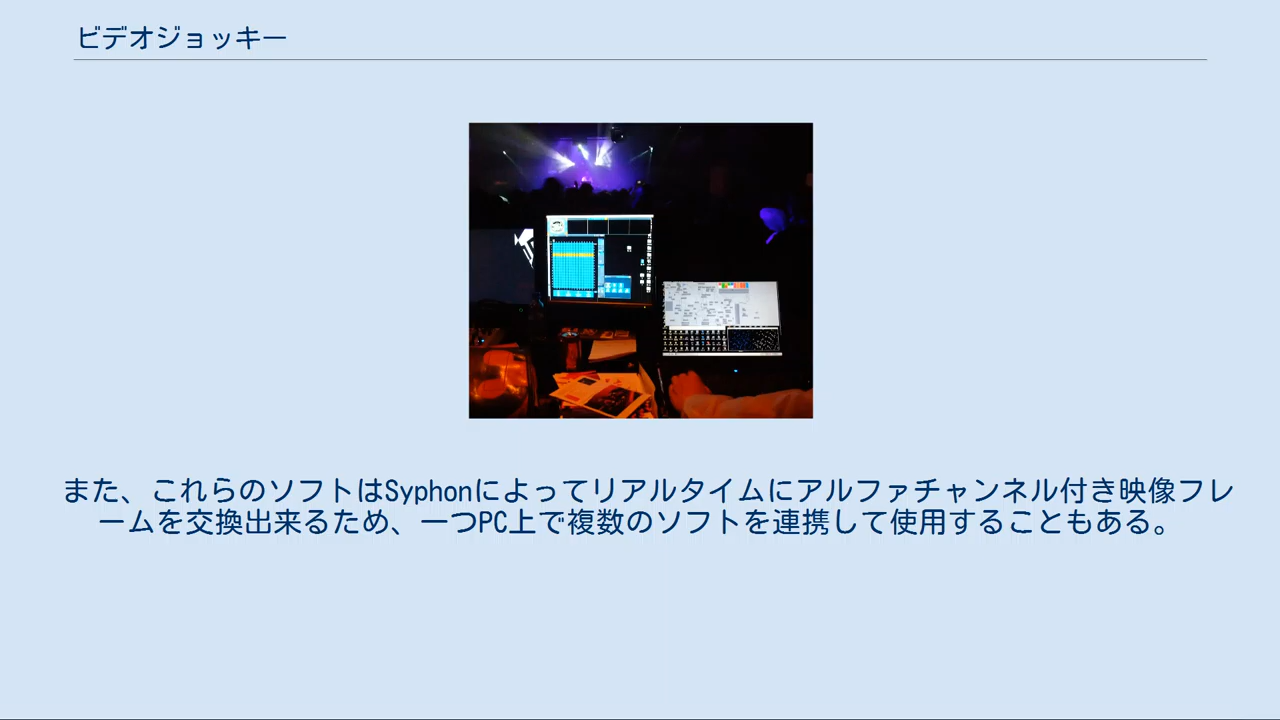 ビデオジョッキー
また、これらのソフトはSyphonによってリアルタイムにアルファチャンネル付き映像フレ
ームを交換出来るため、一つPC上で複数のソフトを連携して使用することもある。